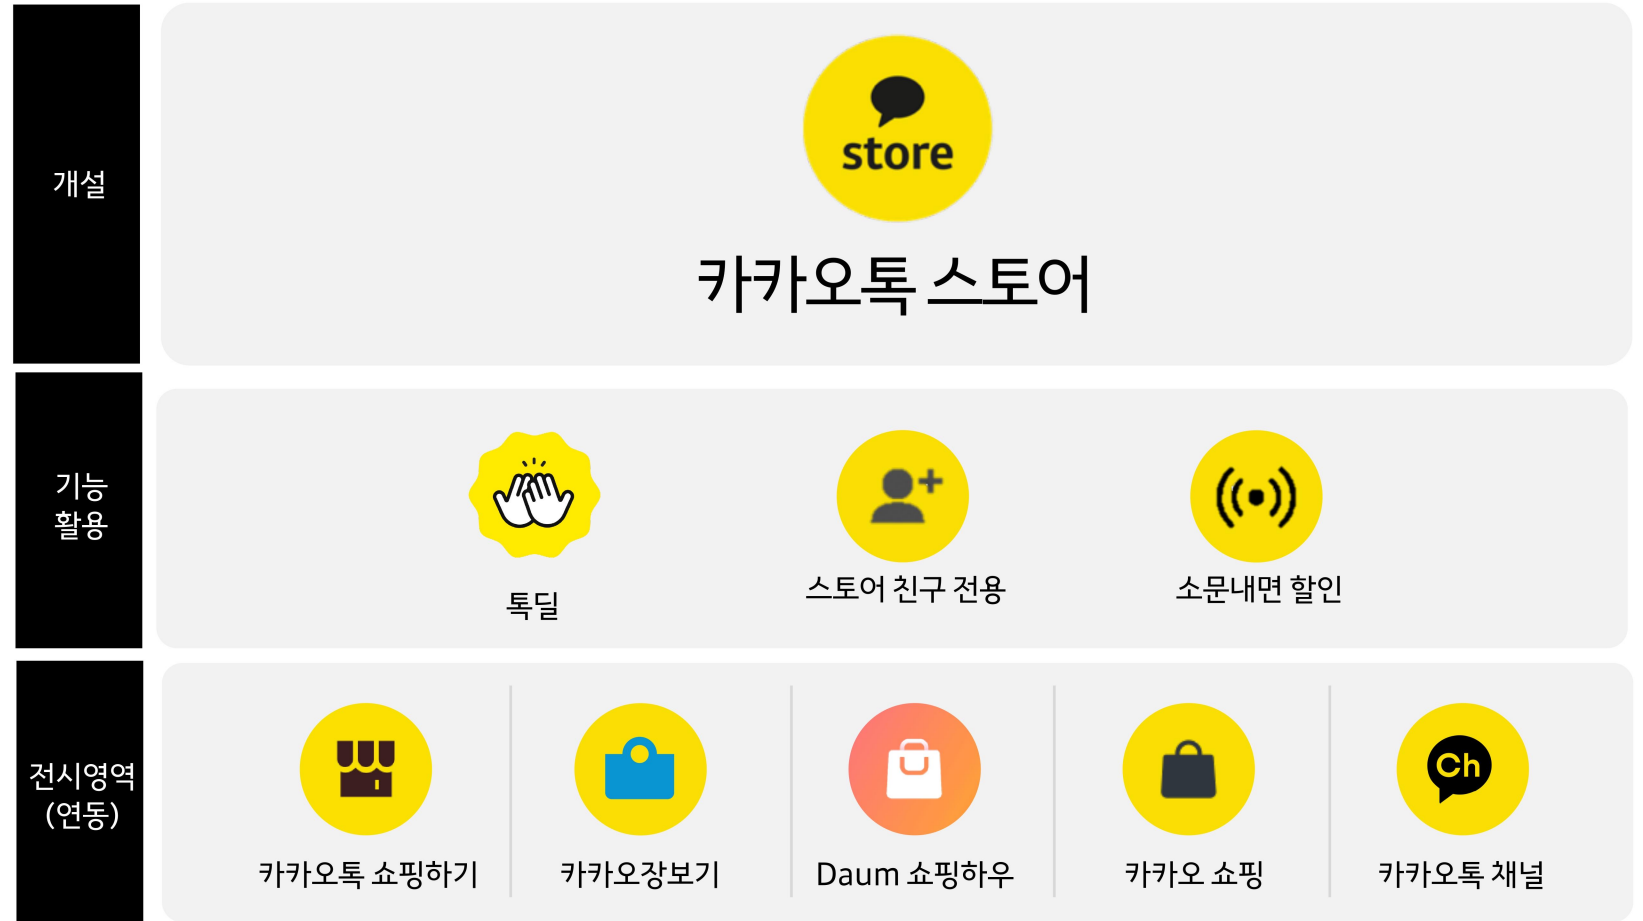 개설
store
카카오톡 스토어
기능
활용
톡딜
스토어 친구 전용
소문내면 할인
전시영역
(연동)
Ch
카카오톡 쇼핑하기
카카오장보기
Daum 쇼핑하우
카카오 쇼핑
카카오톡 채널